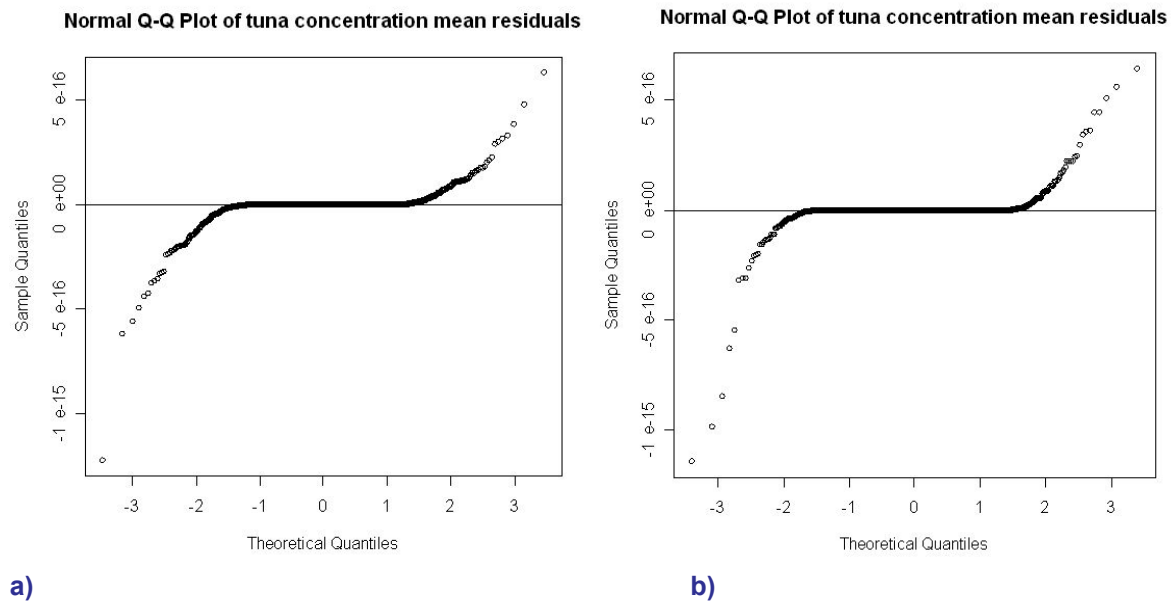 Normal Q-Q Plot of tuna concentration mean residuals
Sample Quantiles
5 e-16
0 e+00
-5 e-16
-1 e-15
-3 -2 -1 0 1 2 3
Theoretical Quantiles
a)
Normal Q-Q Plot of tuna concentration mean residuals
Sample Quantiles
5 e-16
0 e+00
-5 e-16
-1 e-15
-3 -2 -1 0 1 2 3
Theoretical Quantiles
b)